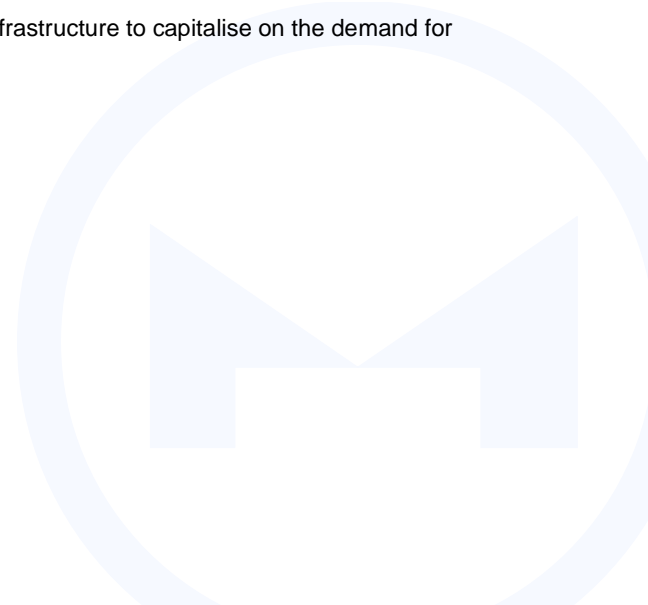 frastructure to capitalise on the demand for